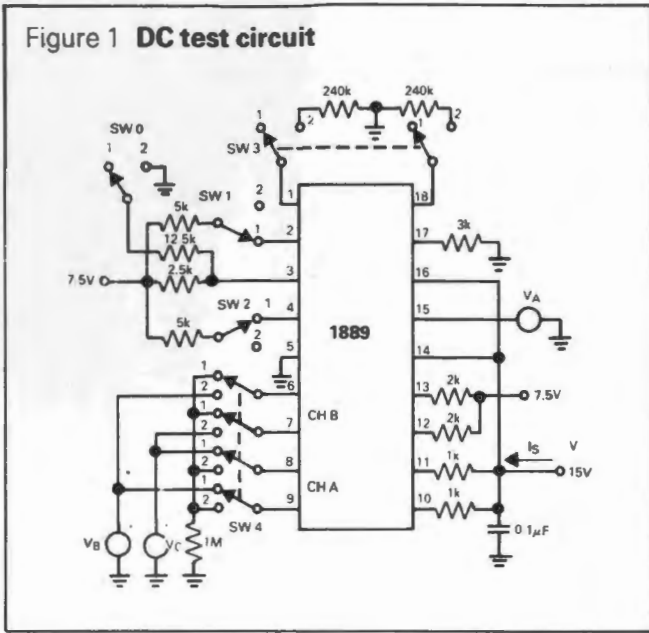 Figure 1 DC test circuit
240k 240k
1 2 1 2
SW 0
1 2
SW 3
2
SW 1
5k
1
12 5k
2.5k
7.5V
SW 2 1
5k
2
1889
1 2 3 4 5 6 7 8 9
18 17 16 15 14 13 12 11 10
3k
VA
2k
7.5V
2k
IS V
1k
15V
1k
0 1µF
1 2 1 2 1 2 1 2
CH B
CH A
SW 4
VB VC 1M